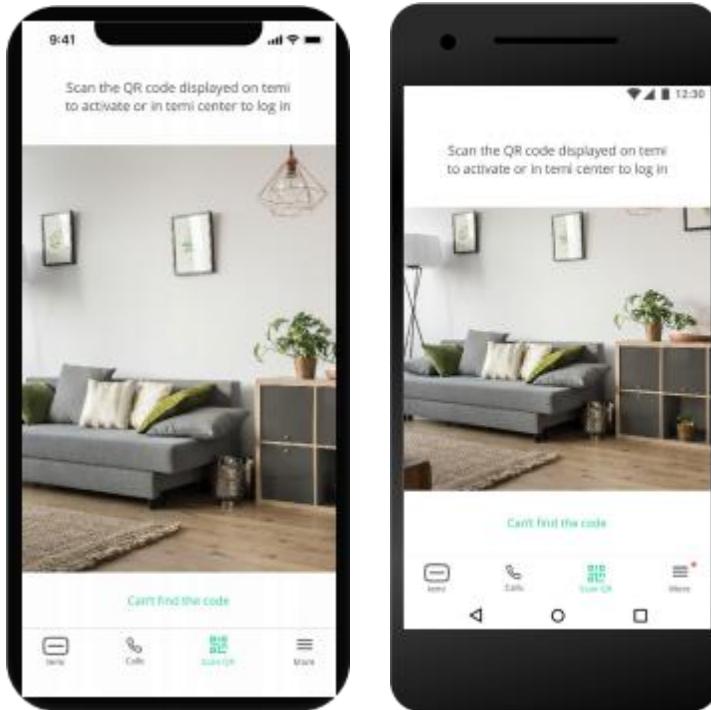 9:41
Scan the QR code displayed on temi
to activate or in temi center to log in
Can't find the code
temis
Calls
Scan QR
More
12:30
Scan the QR code displayed on temi
to activate or in temi center to log in
Can't find the code
temis
Calls
Scan QR
More